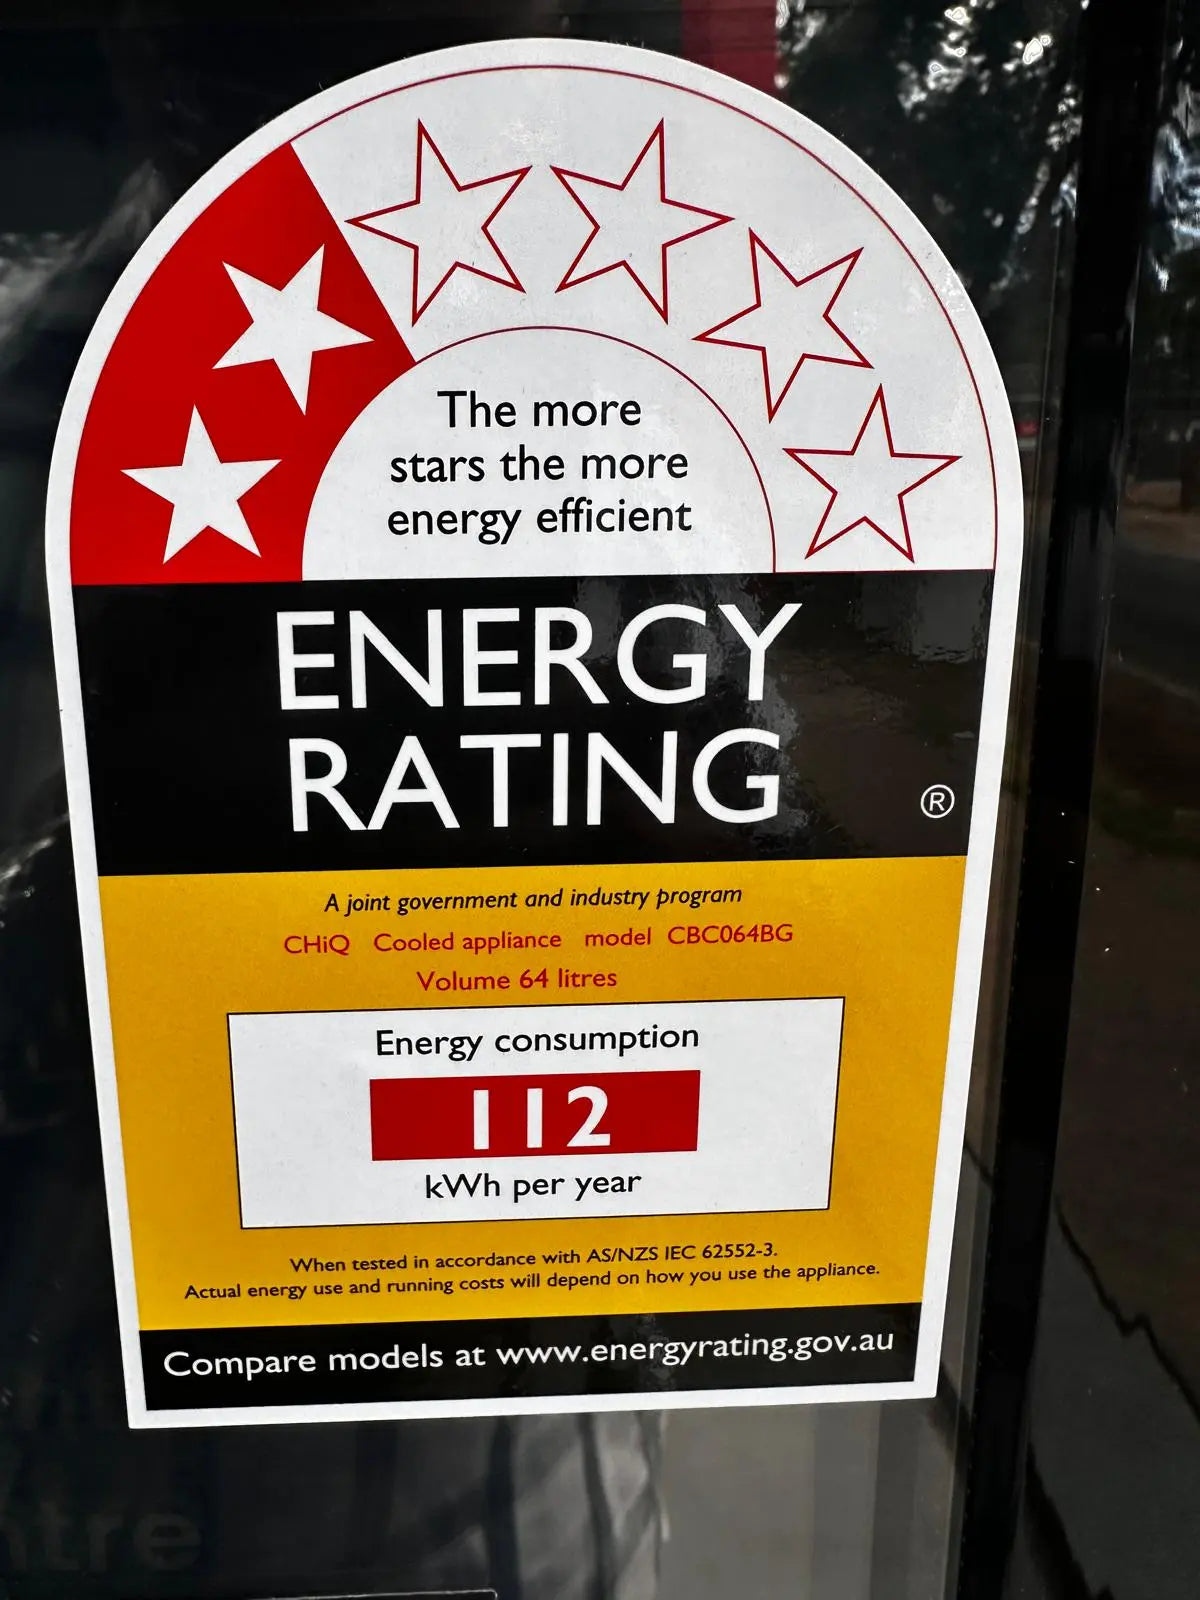 The more
stars the more
energy efficient
ENERGY
RATING
®
A joint government and industry program
CHiQ Cooled appliance model CBC064BG
Volume 64 litres
Energy consumption
112
kWh per year
When tested in accordance with AS/NZS IEC 62552-3.
Actual energy use and running costs will depend on how you use the appliance.
Compare models at www.energyrating.gov.au